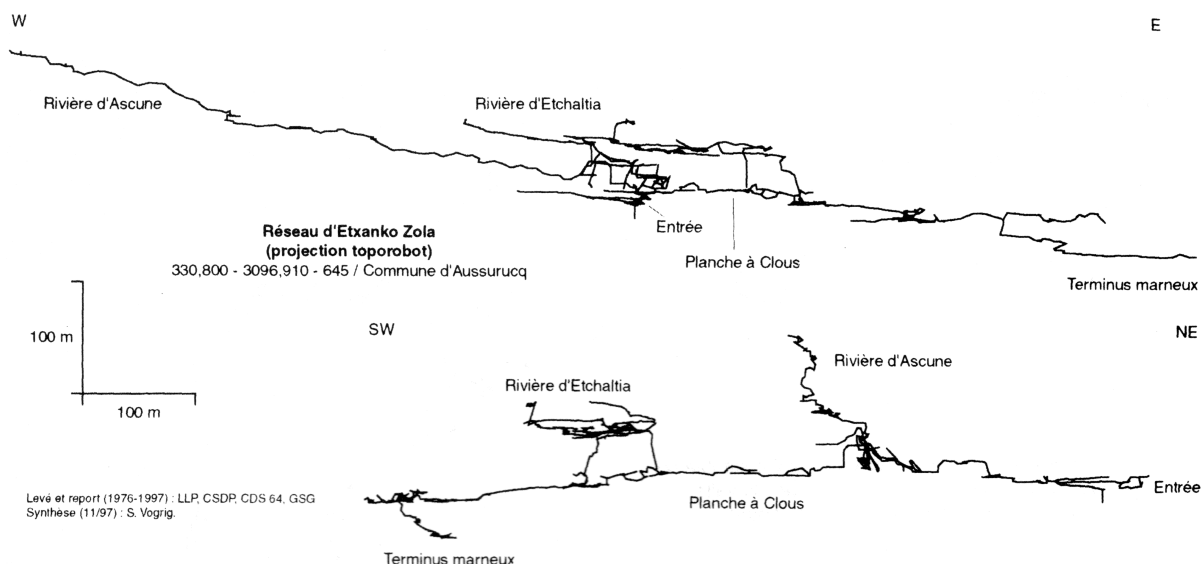 W
E
Rivière d'Ascune
Rivière d'Etchaltia
Entrée
Réseau d'Etxanko Zola
(projection toporobot)
330,800 - 3096,910 - 645 / Commune d'Aussurucq
Planche à Clous
Terminus marneux
SW
NE
100 m
100 m
Rivière d'Ascune
Rivière d'Etchaltia
Planche à Clous
Entrée
Levé et report (1976-1997) : LLP, CSDP, CDS 64, GSG
Synthèse (11/97) : S. Vogrig.
Terminus marneux